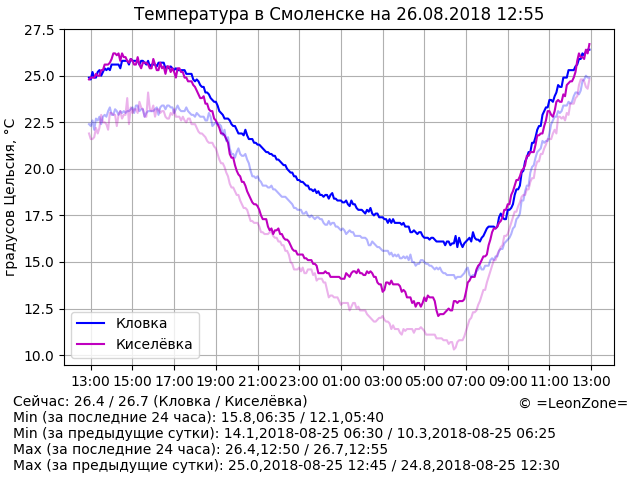 Температура в Смоленске на 26.08.2018 12:55
27.5
25.0
22.5
20.0
17.5
15.0
12.5
10.0
градусов Цельсия, °C
Кловка
Киселёвка
13:00 15:00 17:00 19:00 21:00 23:00 01:00 03:00 05:00 07:00 09:00 11:00 13:00
Сейчас: 26.4 / 26.7 (Кловка / Киселёвка)
© =LeonZone=
Min (за последние 24 часа): 15.8,06:35 / 12.1,05:40
Min (за предыдущие сутки): 14.1,2018-08-25 06:30 / 10.3,2018-08-25 06:25
Max (за последние 24 часа): 26.4,12:50 / 26.7,12:55
Max (за предыдущие сутки): 25.0,2018-08-25 12:45 / 24.8,2018-08-25 12:30